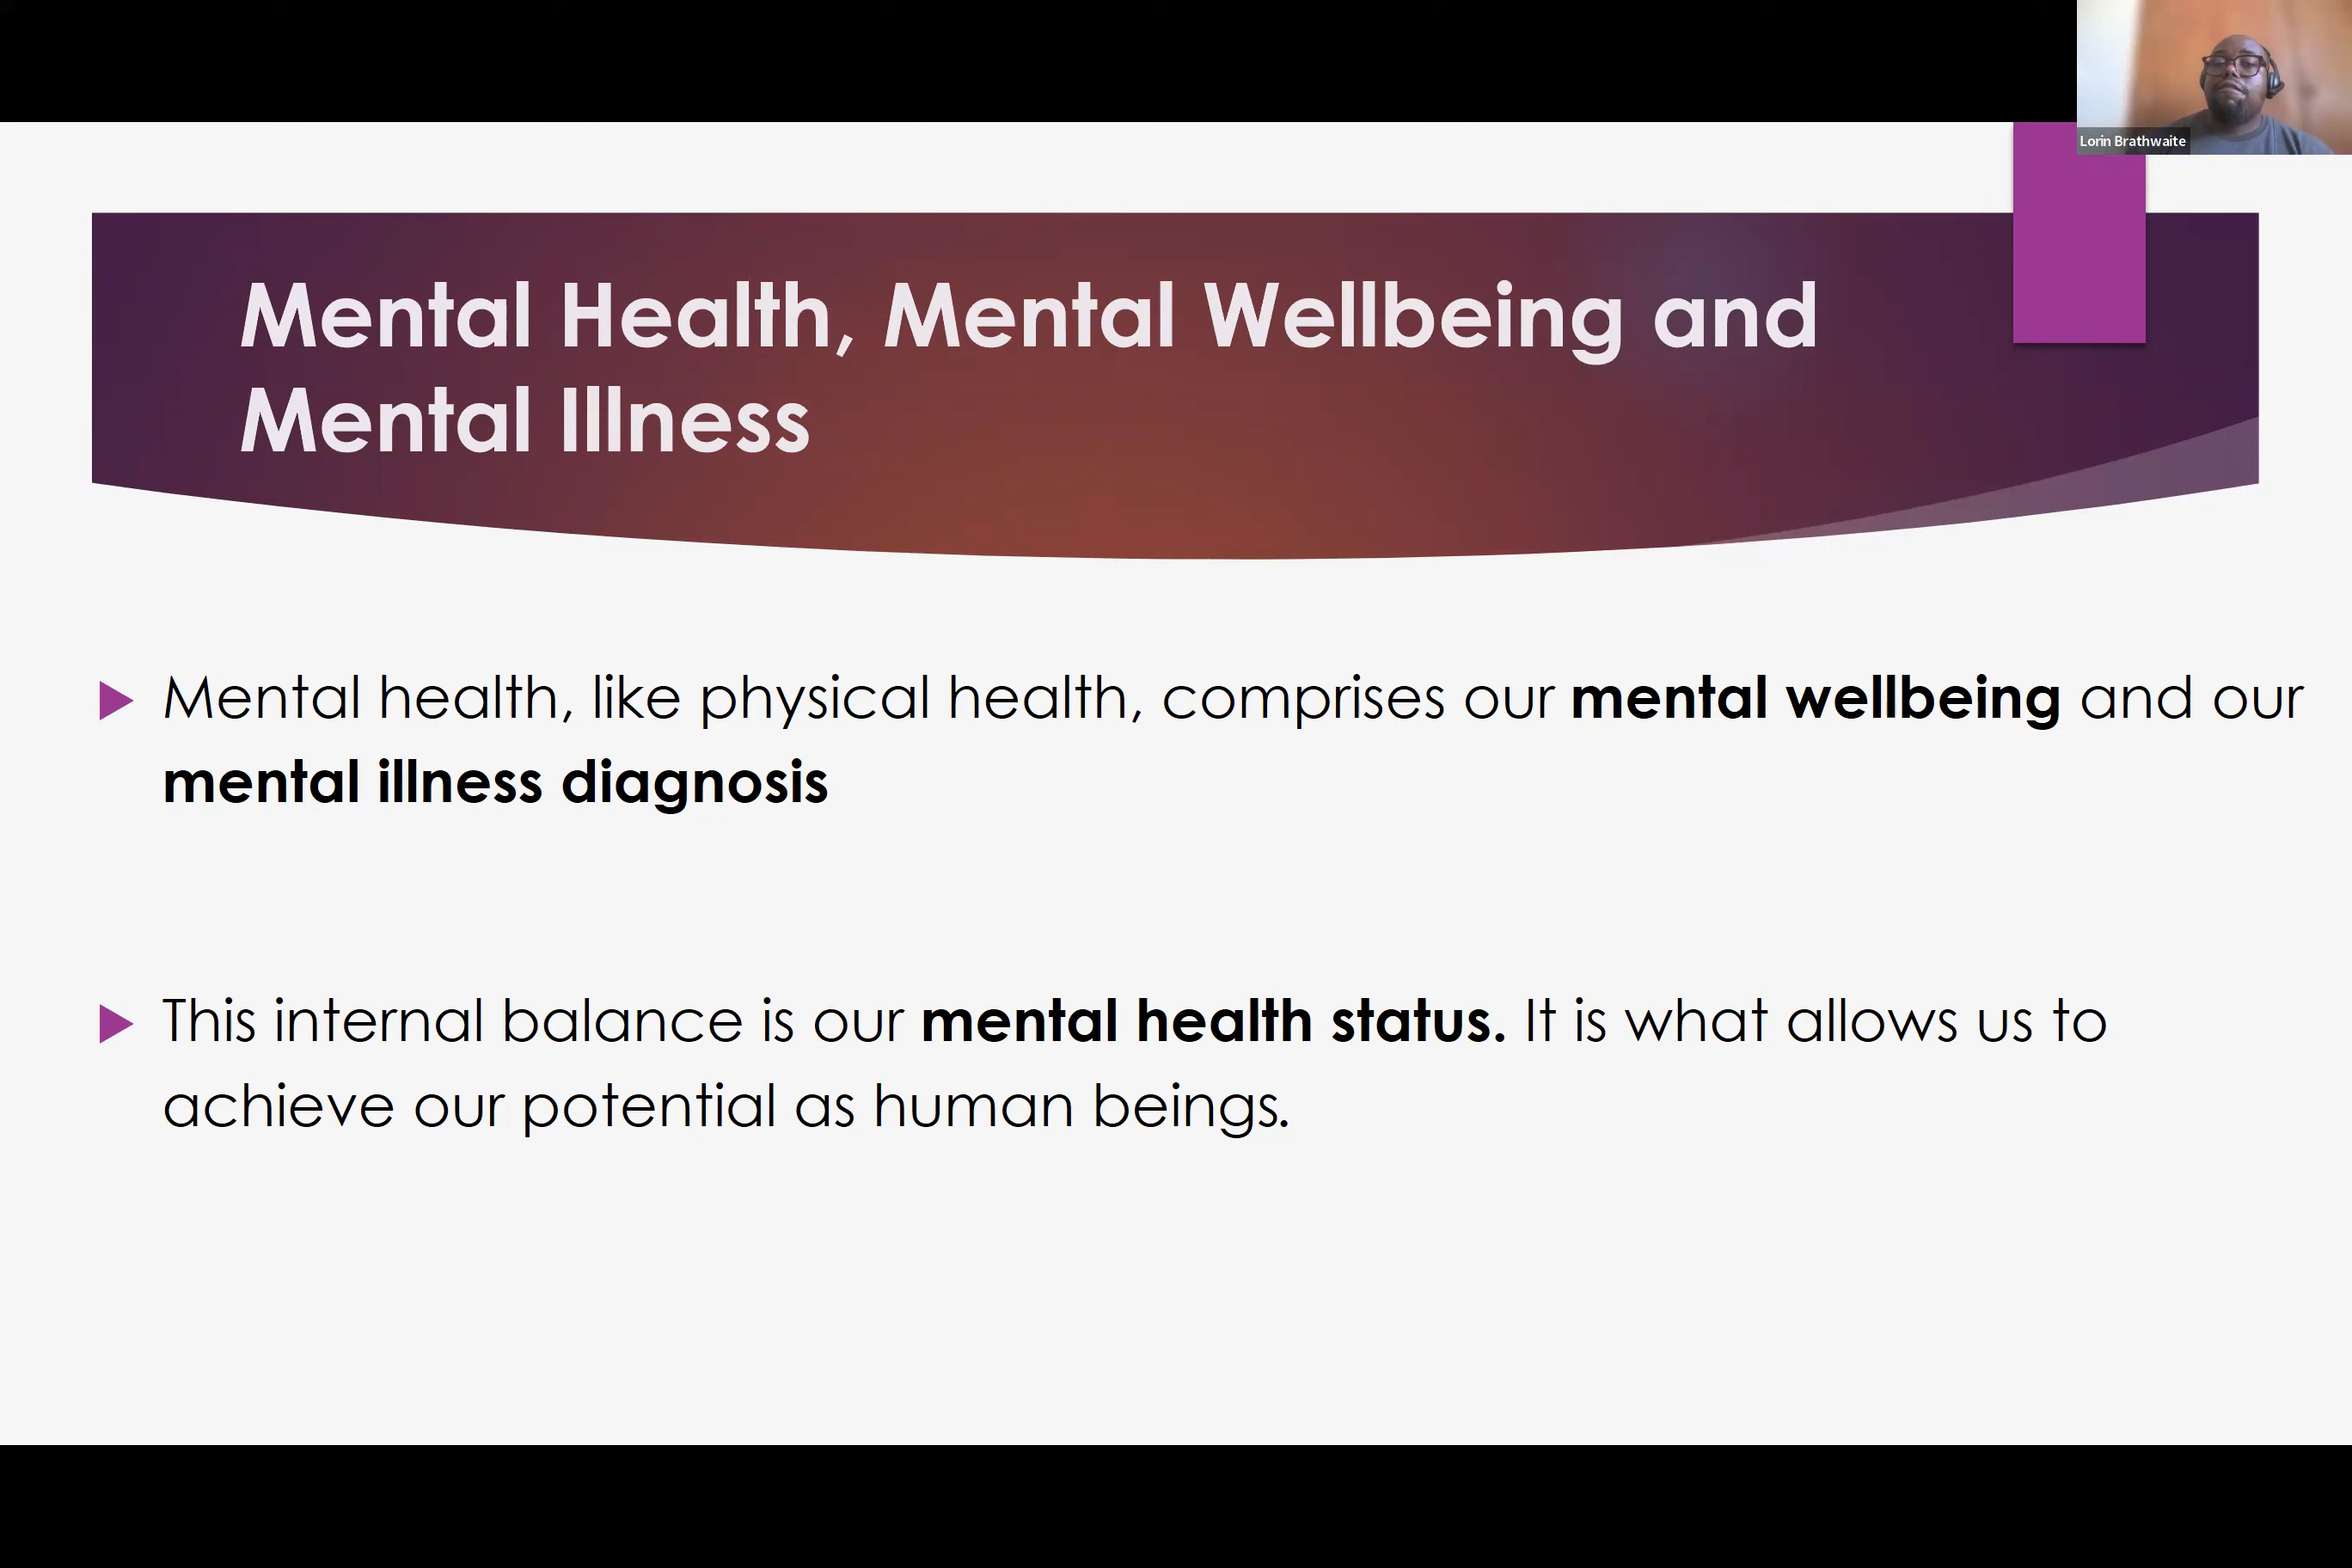 Lorin Brathwaite
Mental Health, Mental Wellbeing and
Mental Illness
Mental health, like physical health, comprises our mental wellbeing and our
mental illness diagnosis
This internal balance is our mental health status. It is what allows us to
achieve our potential as human beings.